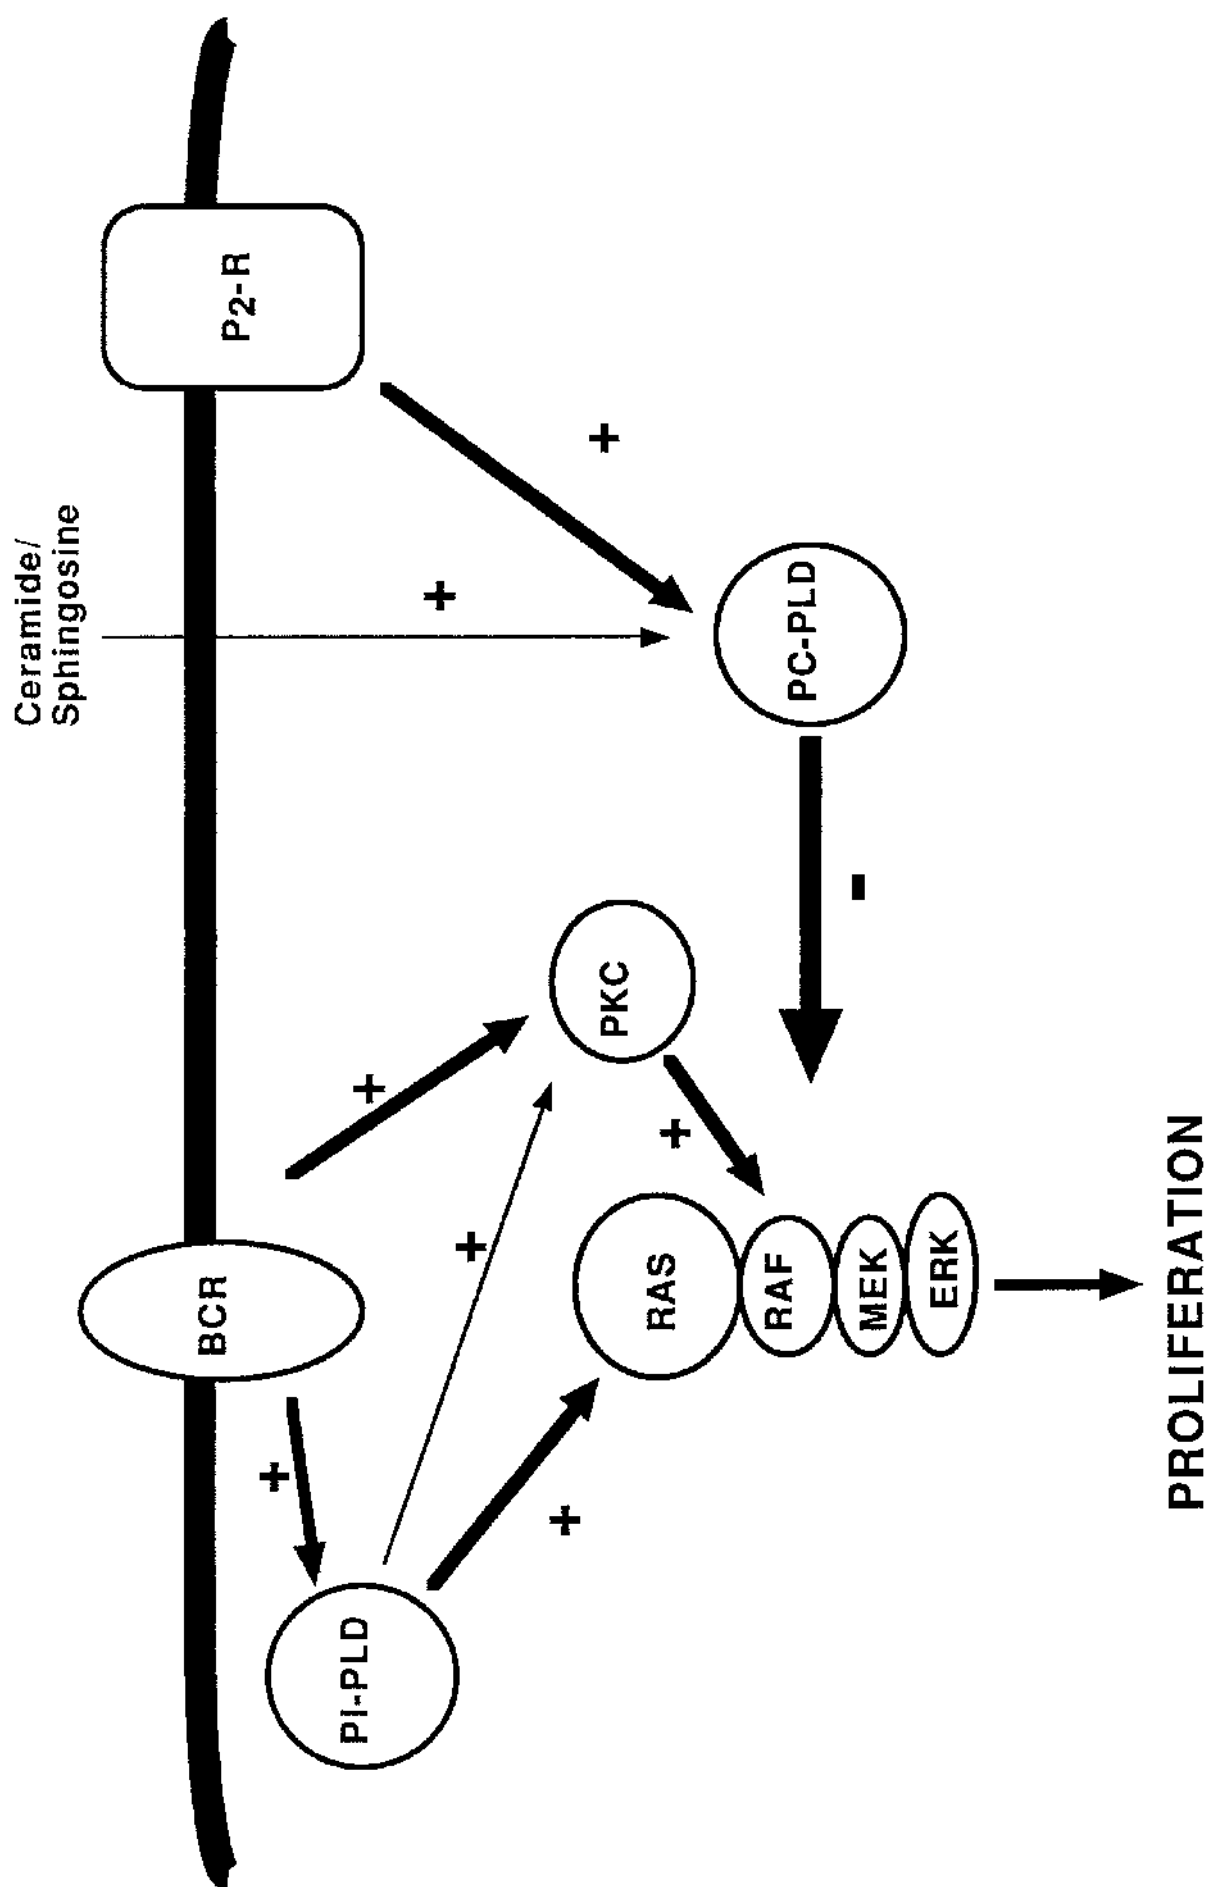 Ceramide/
Sphingosine
BCR
P2-R
+
+
+
+
+
PI-PLD
+
PKC
+
PC-PLD
-
RAS
RAF
MEK
ERK
PROLIFERATION